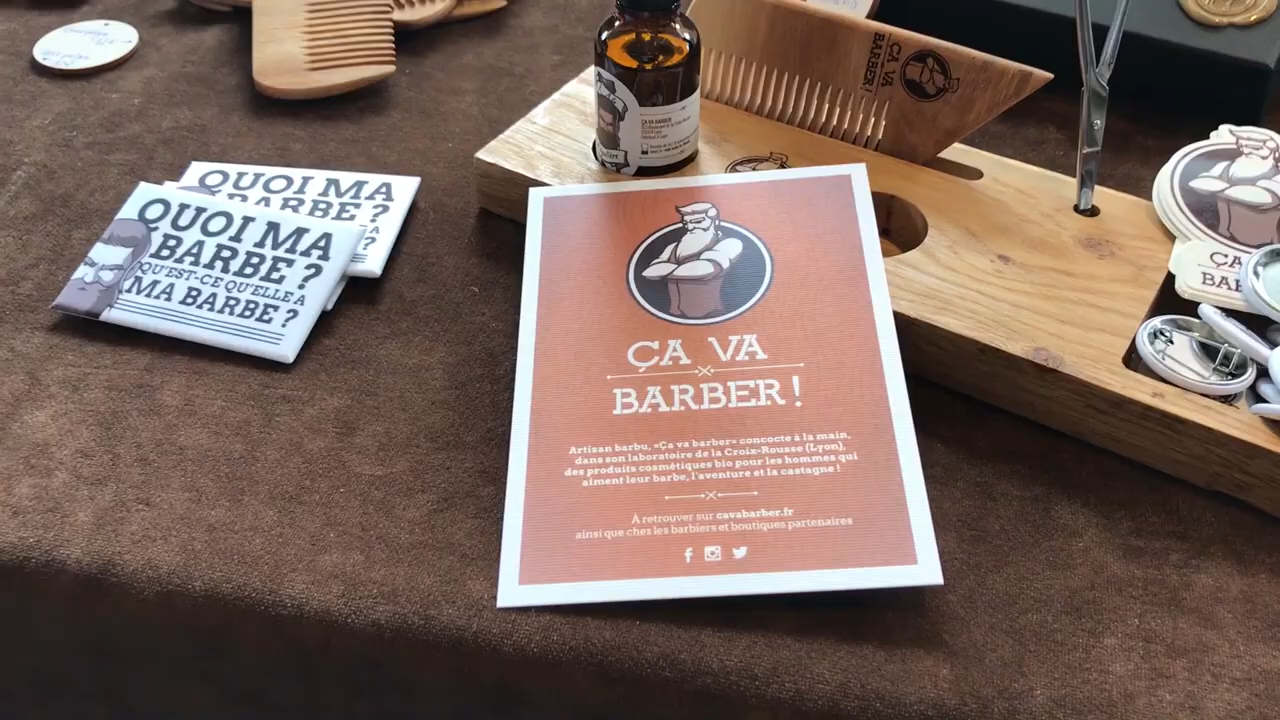 ÇA VA
BARBER!
ÇA VA BARBER
QUOI MA
BARBE ?
QUOI MA
BARBE ?
QU'EST-CE QU'ELLE A
MA BARBE ?
ÇA VA
BARBER!
Artisan barbu, «Ça va barber» concocte à la main,
dans son laboratoire de la Croix-Rousse (Lyon),
des produits cosmétiques bio pour les hommes qui
aiment leur barbe, l'aventure et la castagne !
À retrouver sur cavabarber.fr
ainsi que chez les barbiers et boutiques partenaires